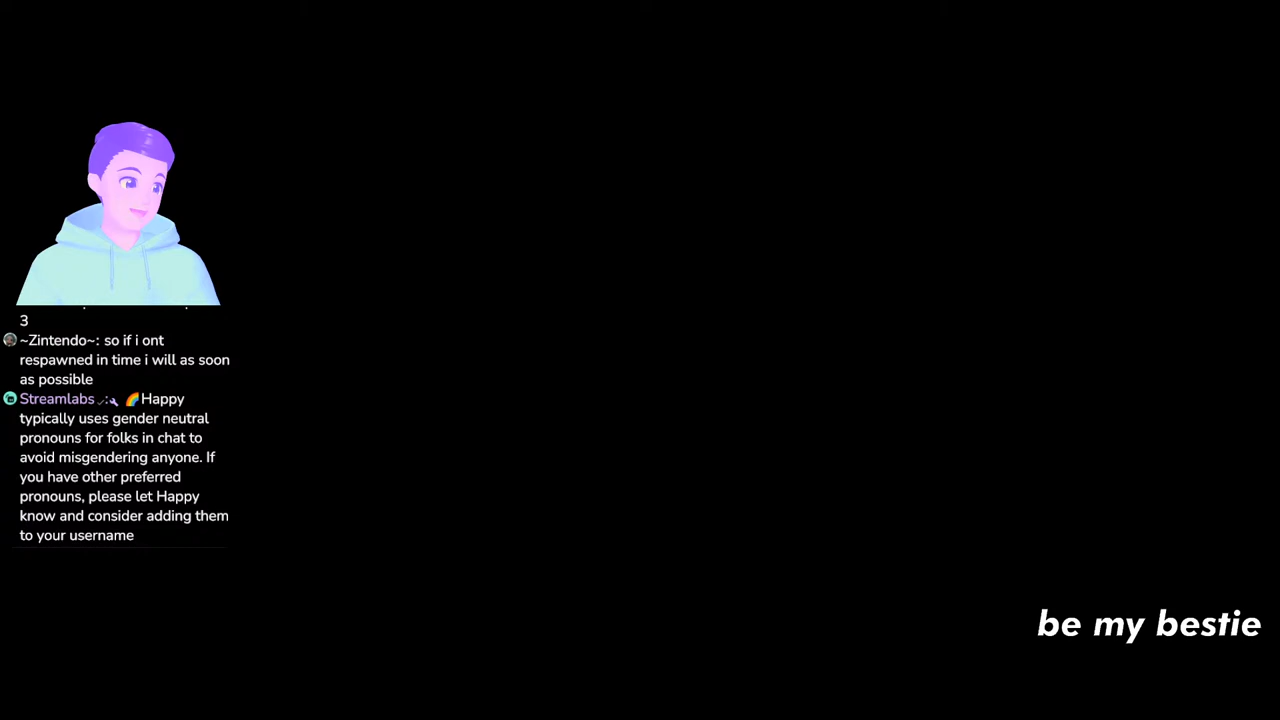 3
~Zintendo~: so if i ont
respawned in time i will as soon
as possible
Streamlabs 🌈Happy
typically uses gender neutral
pronouns for folks in chat to
avoid misgendering anyone. If
you have other preferred
pronouns, please let Happy
know and consider adding them
to your username
be my bestie